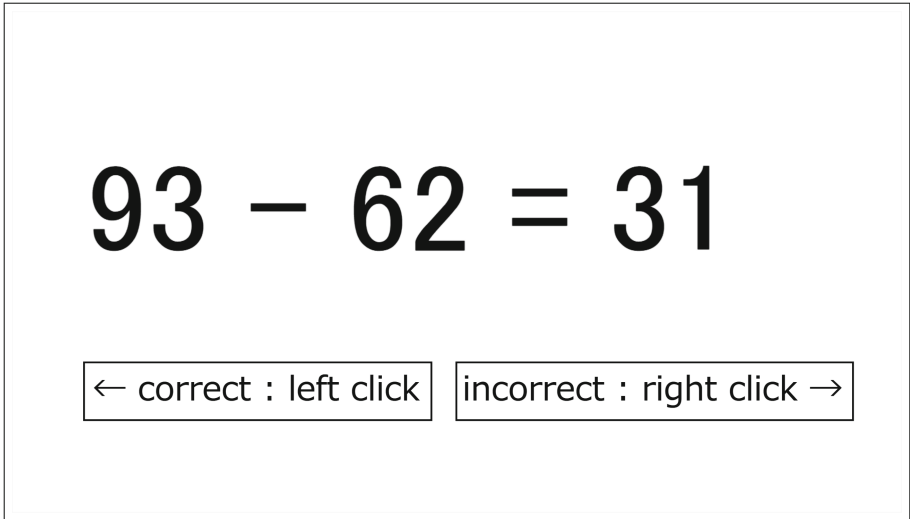 93 − 62 = 31
← correct : left click
incorrect : right click →